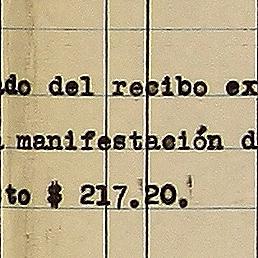 do del recibo ex
manifestación d
to $ 217.20.